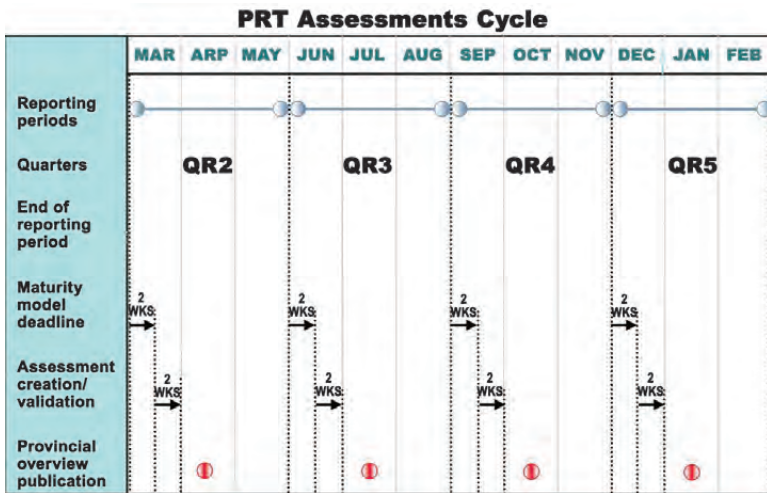 PRT Assessments Cycle
MAR ARP MAY JUN JUL AUG SEP OCT NOV DEC JAN FEB
Reporting
periods
Quarters QR2 QR3 QR4 QR5
End of
reporting
period
Maturity
model
deadline
2
WKS
2
WKS
2
WKS
2
WKS
Assessment
creation/
validation
2
WKS
2
WKS
2
WKS
2
WKS
Provincial
overview
publication